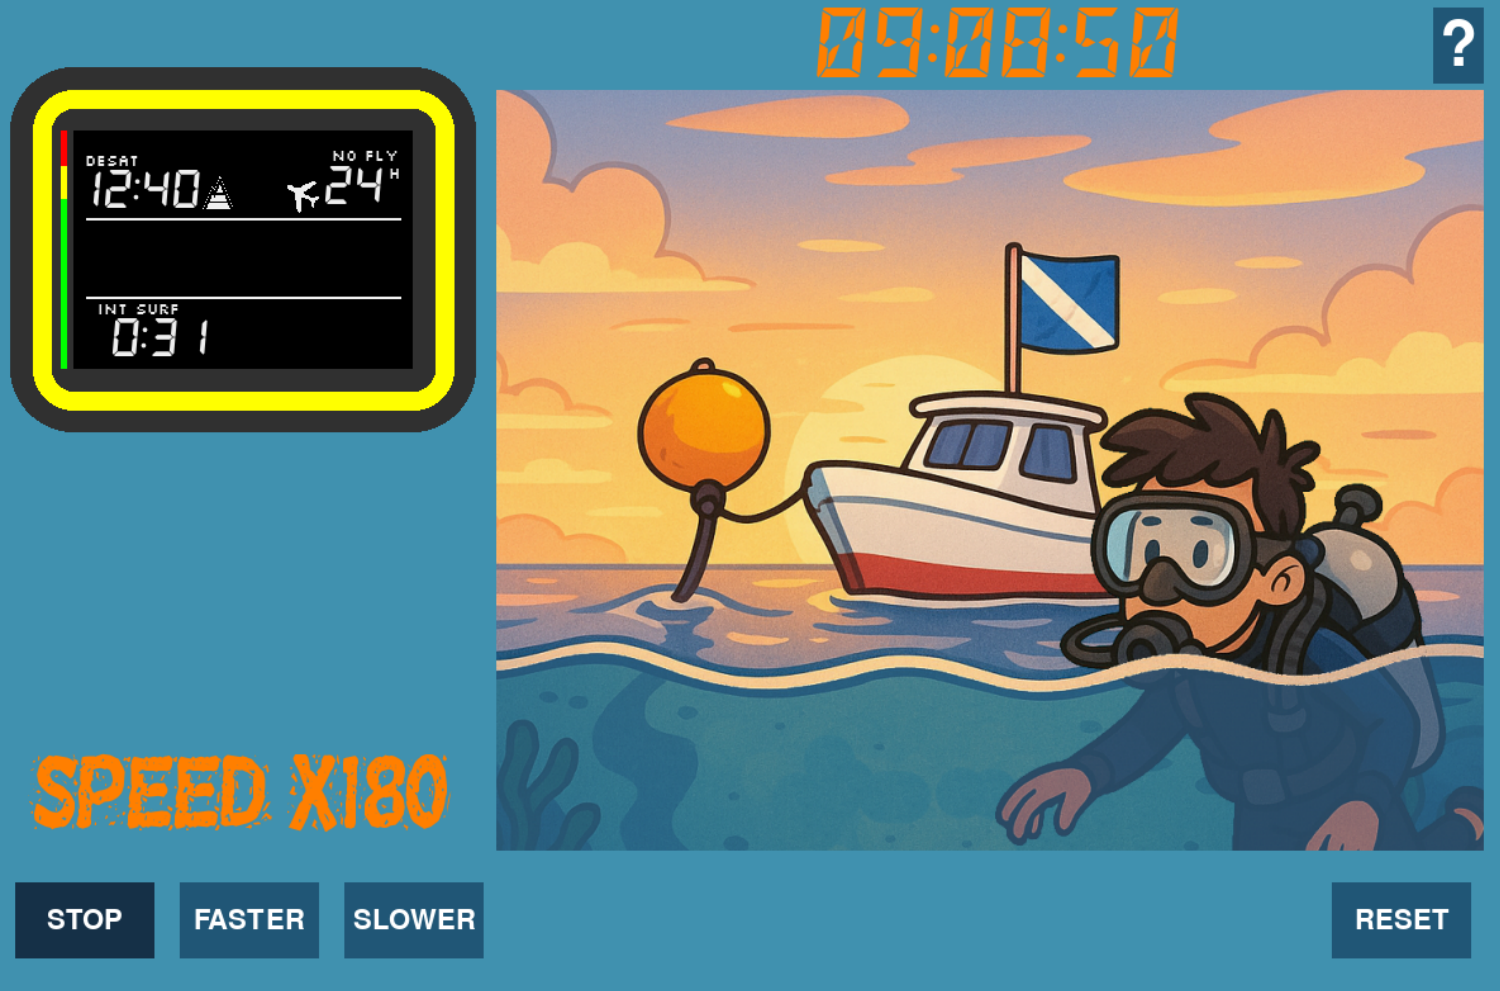 09:08:50
?
DESAT
12:40
NO FLY
24 H
INT SURF
0:31
SPEED X180
STOP
FASTER
SLOWER
RESET